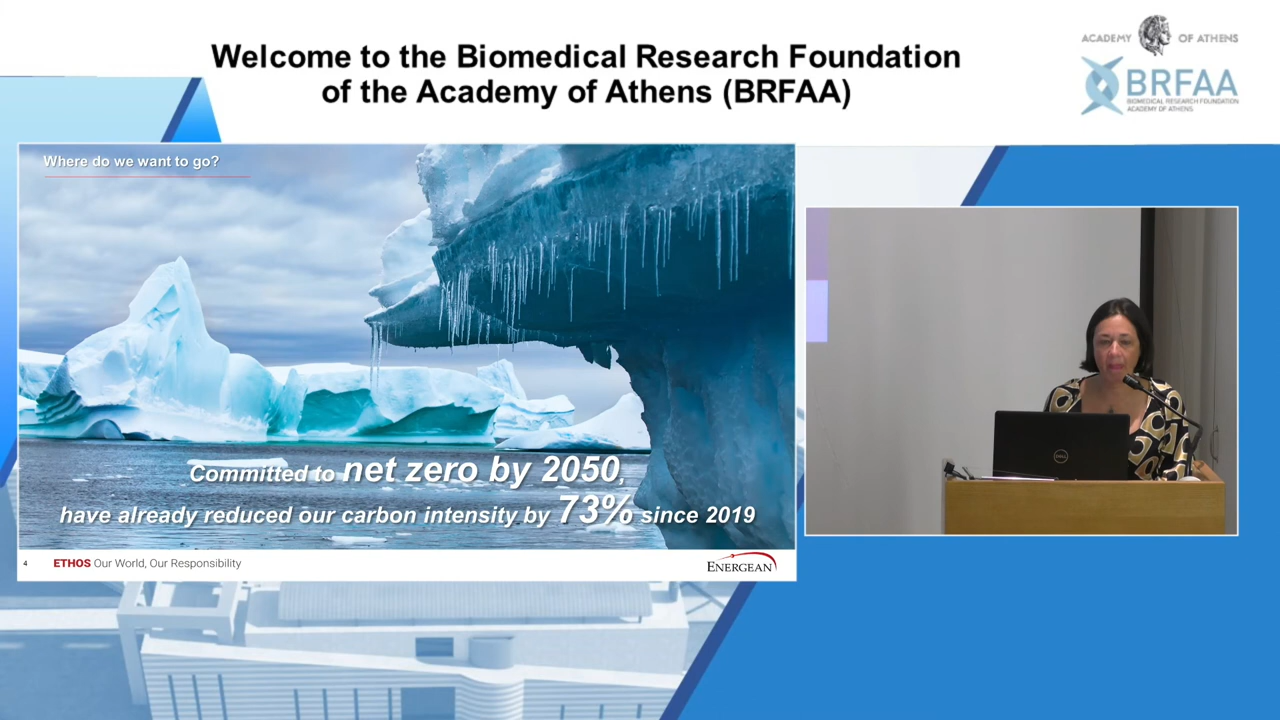 Welcome to the Biomedical Research Foundation
of the Academy of Athens (BRFAA)
ACADEMY OF ATHENS
BRFAA
BIOMEDICAL RESEARCH FOUNDATION
ACADEMY OF ATHENS
Where do we want to go?
Committed to net zero by 2050,
have already reduced our carbon intensity by 73% since 2019
4 ETHOS Our World, Our Responsibility
ENERGEAN
DELL